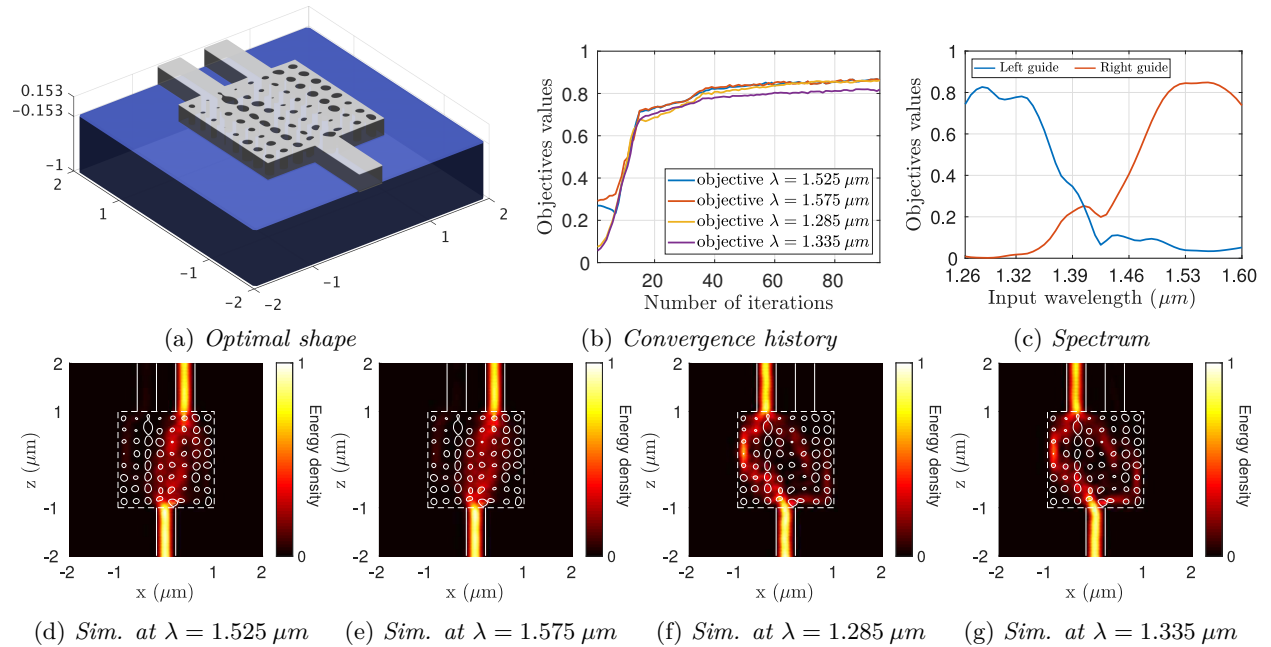 0.153
-0.153
-1
2
1
-1
-2
-2
-1
1
2
(a) Optimal shape
Objectives values
1
0.8
0.6
0.4
0.2
0
20
40
60
80
objective λ = 1.525 μm
objective λ = 1.575 μm
objective λ = 1.285 μm
objective λ = 1.335 μm
Number of iterations
(b) Convergence history
Objectives values
1
0.8
0.6
0.4
0.2
0
Left guide Right guide
1.26 1.32 1.39 1.46 1.53 1.60
Input wavelength (μm)
(c) Spectrum
z (μm)
2
1
-1
-2
-2 -1 1 2
x (μm)
1
0
Energy density
(d) Sim. at λ = 1.525 μm
z (μm)
2
1
-1
-2
-2 -1 1 2
x (μm)
1
0
Energy density
(e) Sim. at λ = 1.575 μm
z (μm)
2
1
-1
-2
-2 -1 1 2
x (μm)
1
0
Energy density
(f) Sim. at λ = 1.285 μm
z (μm)
2
1
-1
-2
-2 -1 1 2
x (μm)
1
0
Energy density
(g) Sim. at λ = 1.335 μm